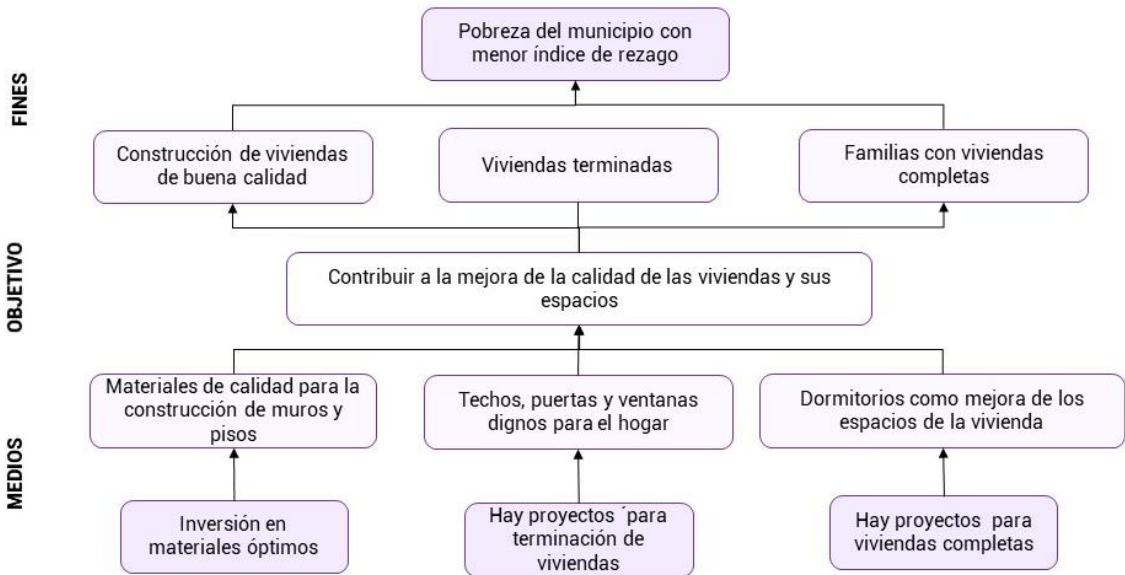 FINES
Pobreza del municipio con
menor índice de rezago
Construcción de viviendas
de buena calidad
Viviendas terminadas
Familias con viviendas
completas
OBJETIVO
Contribuir a la mejora de la calidad de las viviendas y sus
espacios
MEDIOS
Materiales de calidad para la
construcción de muros y
pisos
Techos, puertas y ventanas
dignos para el hogar
Dormitorios como mejora de los
espacios de la vivienda
Inversión en
materiales óptimos
Hay proyectos ´para
terminación de
viviendas
Hay proyectos para
viviendas completas